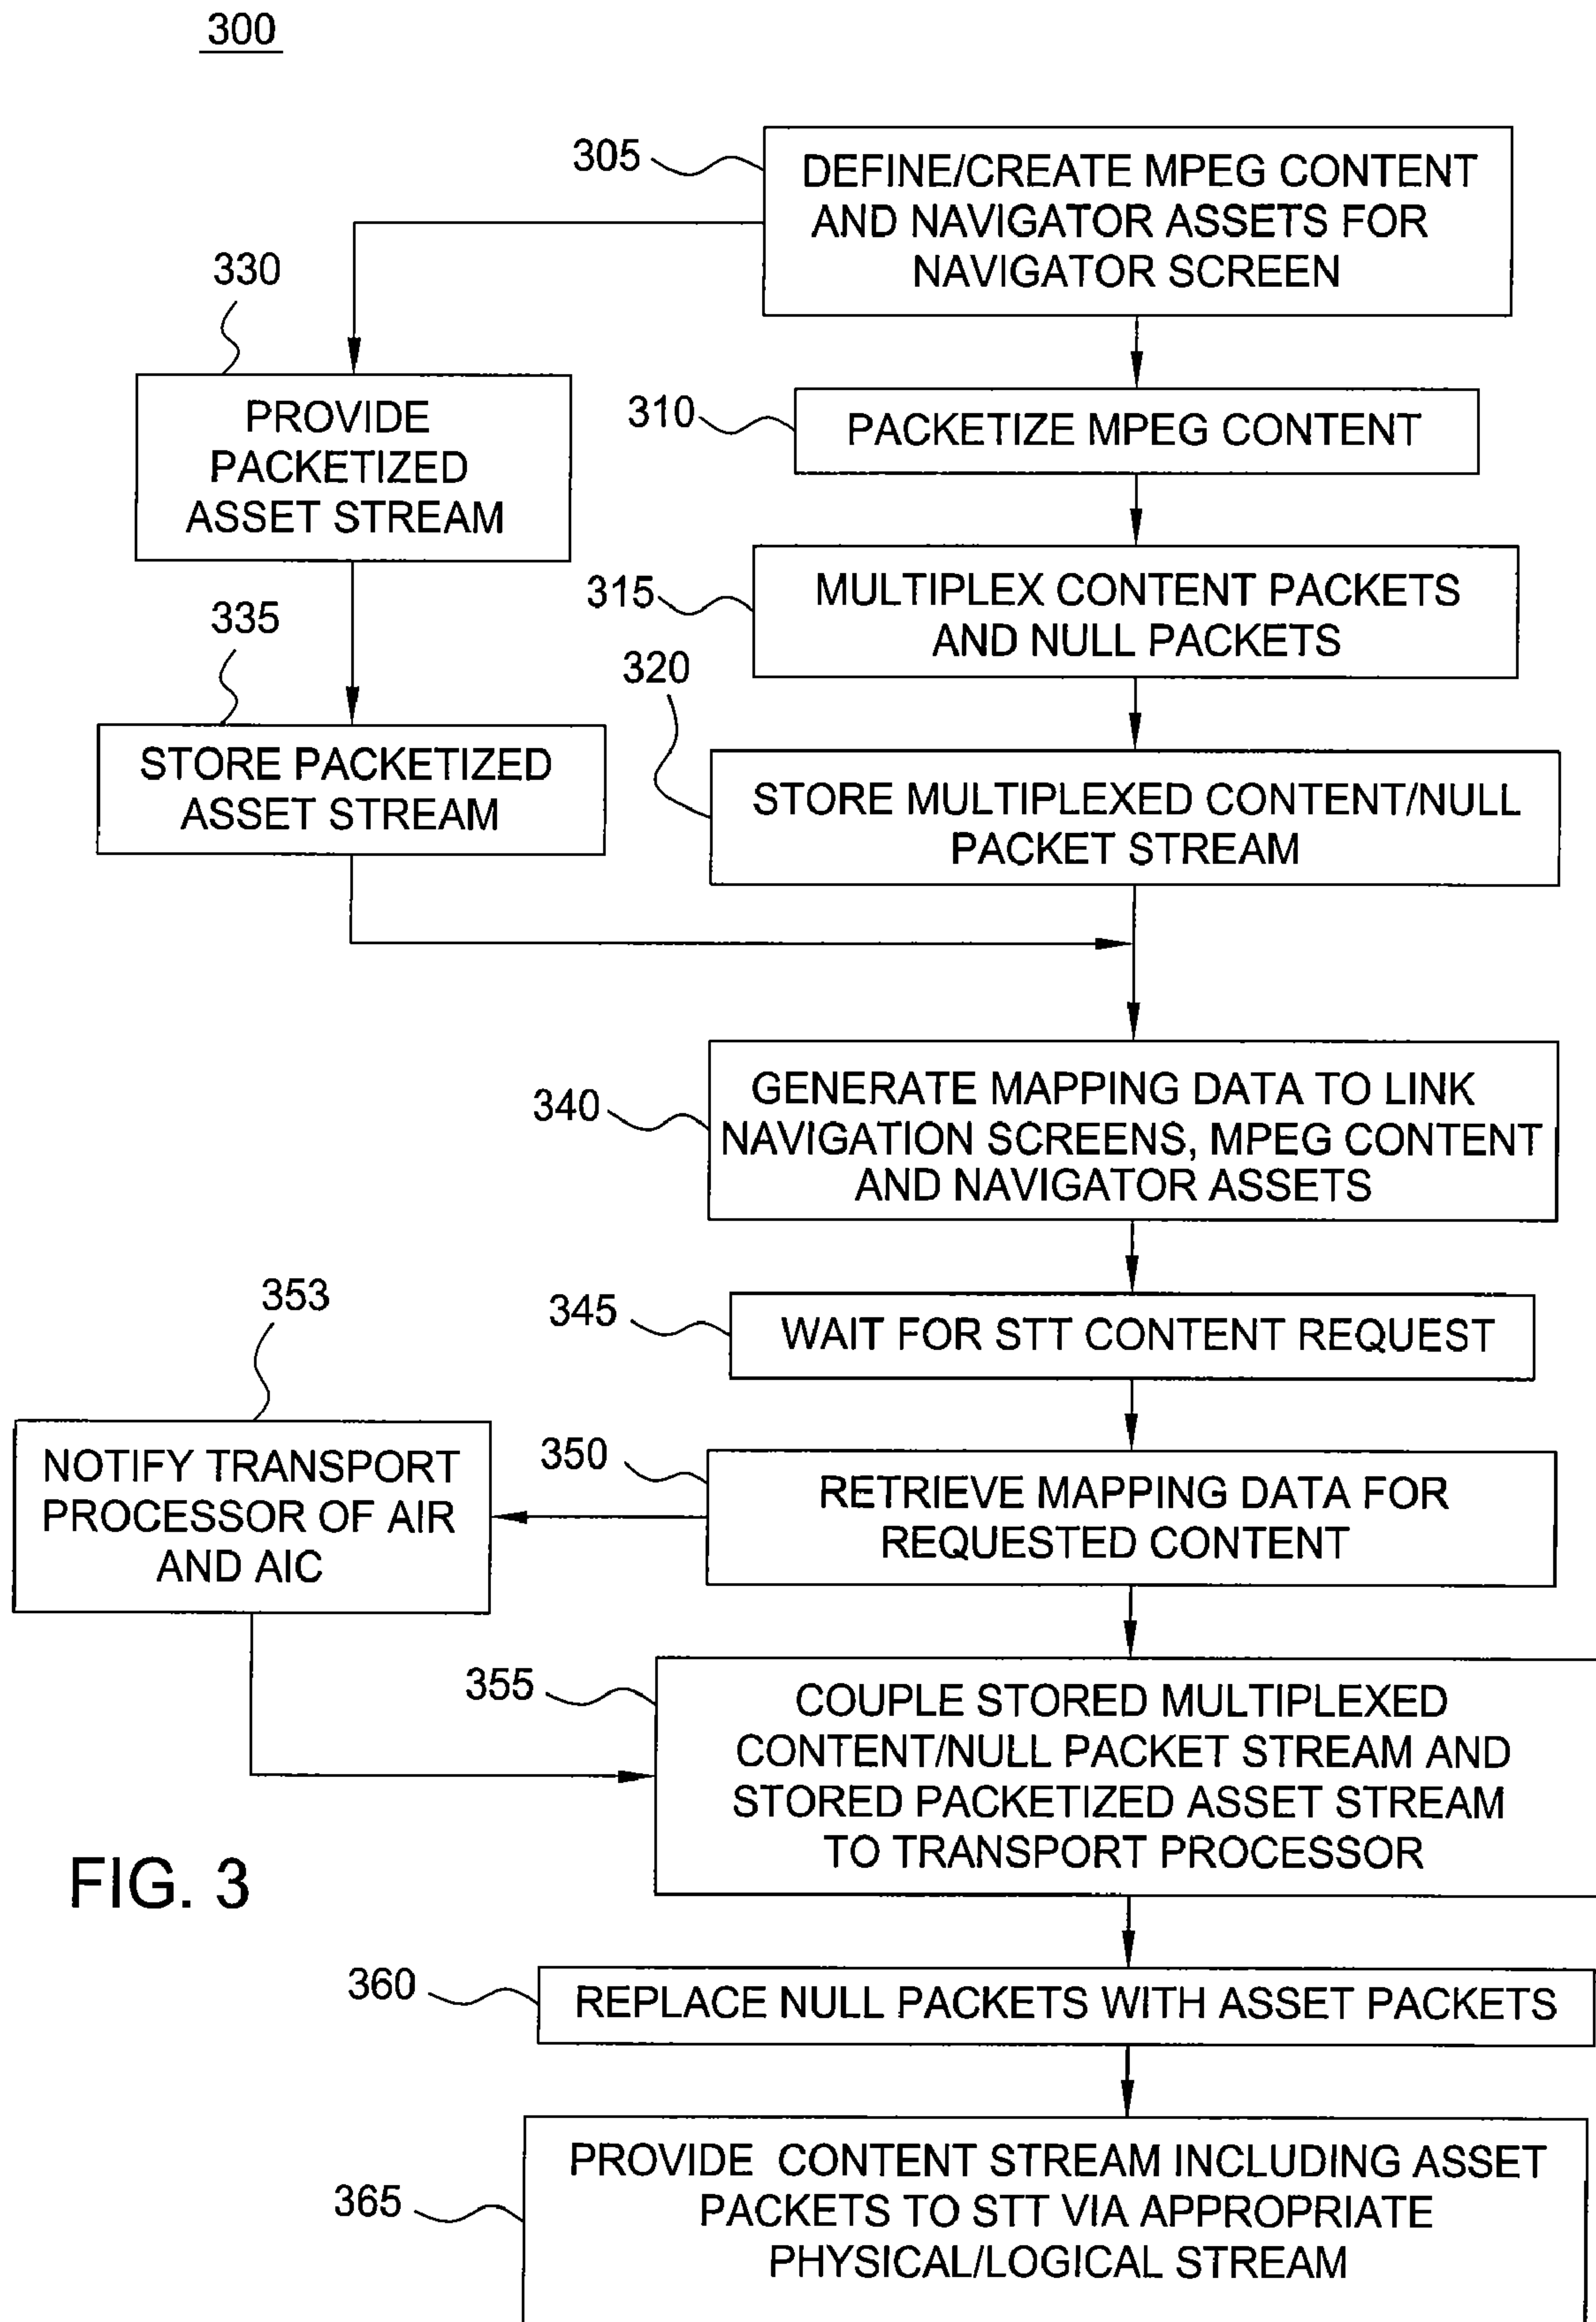 300
305
DEFINE/CREATE MPEG CONTENT
AND NAVIGATOR ASSETS FOR
NAVIGATOR SCREEN
330
PROVIDE
PACKETIZED
ASSET STREAM
310
PACKETIZE MPEG CONTENT
315
MULTIPLEX CONTENT PACKETS
AND NULL PACKETS
335
STORE PACKETIZED
ASSET STREAM
320
STORE MULTIPLEXED CONTENT/NULL
PACKET STREAM
340
GENERATE MAPPING DATA TO LINK
NAVIGATION SCREENS, MPEG CONTENT
AND NAVIGATOR ASSETS
345
WAIT FOR STT CONTENT REQUEST
353
NOTIFY TRANSPORT
PROCESSOR OF AIR
AND AIC
350
RETRIEVE MAPPING DATA FOR
REQUESTED CONTENT
355
COUPLE STORED MULTIPLEXED
CONTENT/NULL PACKET STREAM AND
STORED PACKETIZED ASSET STREAM
TO TRANSPORT PROCESSOR
FIG. 3
360
REPLACE NULL PACKETS WITH ASSET PACKETS
365
PROVIDE CONTENT STREAM INCLUDING ASSET
PACKETS TO STT VIA APPROPRIATE
PHYSICAL/LOGICAL STREAM